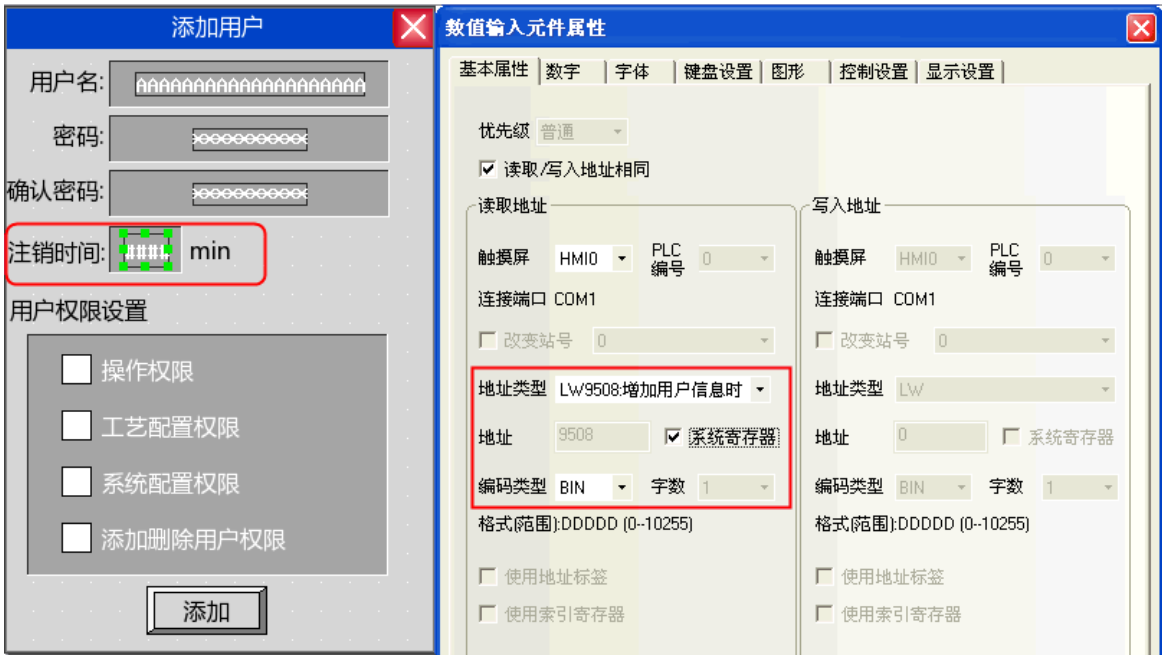 添加用户
用户名: AAAAAAAAAAAAAAAAAAAAA
密码: ***********
确认密码: ***********
注销时间: ###. min
用户权限设置
操作权限
工艺配置权限
系统配置权限
添加删除用户权限
添加
数值输入元件属性
基本属性 数字 字体 键盘设置 图形 控制设置 显示设置
优先级 普通
读取/写入地址相同
读取地址
触摸屏 HMI0 PLC编号 0
连接端口 COM1
改变站号 0
地址类型 LW9508:增加用户信息时
地址 9508 系统寄存器
编码类型 BIN 字数 1
格式(范围):DDDDD (0--10255)
使用地址标签
使用索引寄存器
写入地址
触摸屏 HMI0 PLC编号 0
连接端口 COM1
改变站号 0
地址类型 LW
地址 0 系统寄存器
编码类型 BIN 字数 1
格式(范围):DDDDD (0--10255)
使用地址标签
使用索引寄存器